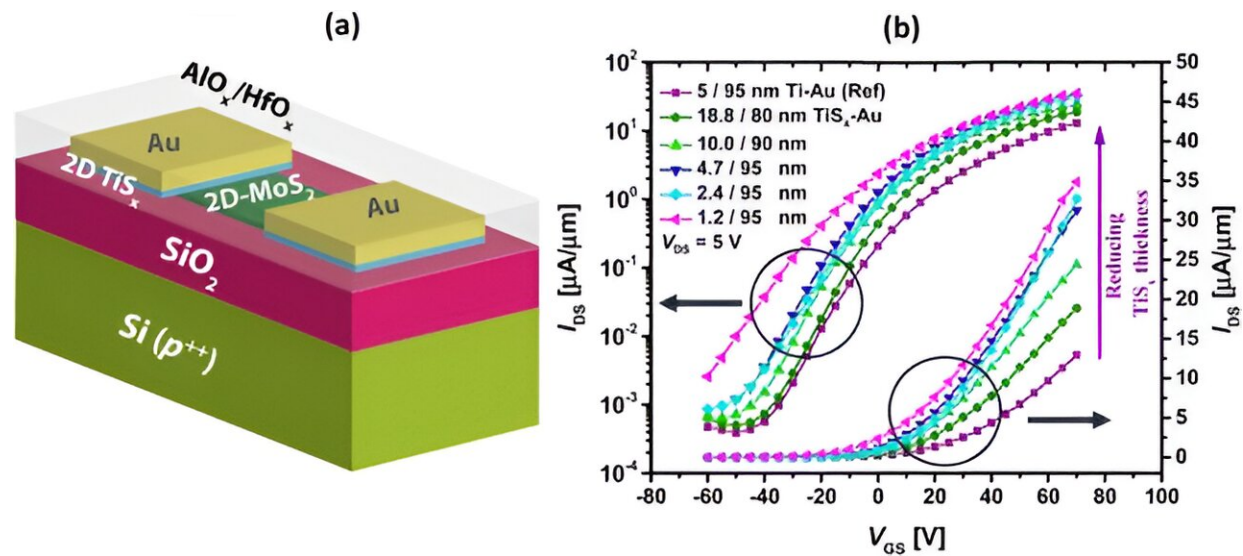 (a)
AlOₓ/HfOₓ
Au
2D TiSₓ
2D-MoS₂
Au
SiO₂
Si (p⁺⁺)
(b)
10²
10¹
10⁰
10⁻¹
10⁻²
10⁻³
10⁻⁴
I_DS [µA/µm]
5 / 95 nm Ti-Au (Ref)
18.8 / 80 nm TiSₓ-Au
10.0 / 90 nm
4.7 / 95 nm
2.4 / 95 nm
1.2 / 95 nm
V_DS = 5 V
Reducing
TiSₓ thickness
50
45
40
35
30
25
20
15
10
5
0
I_DS [µA/µm]
-80 -60 -40 -20 0 20 40 60 80 100
V_GS [V]